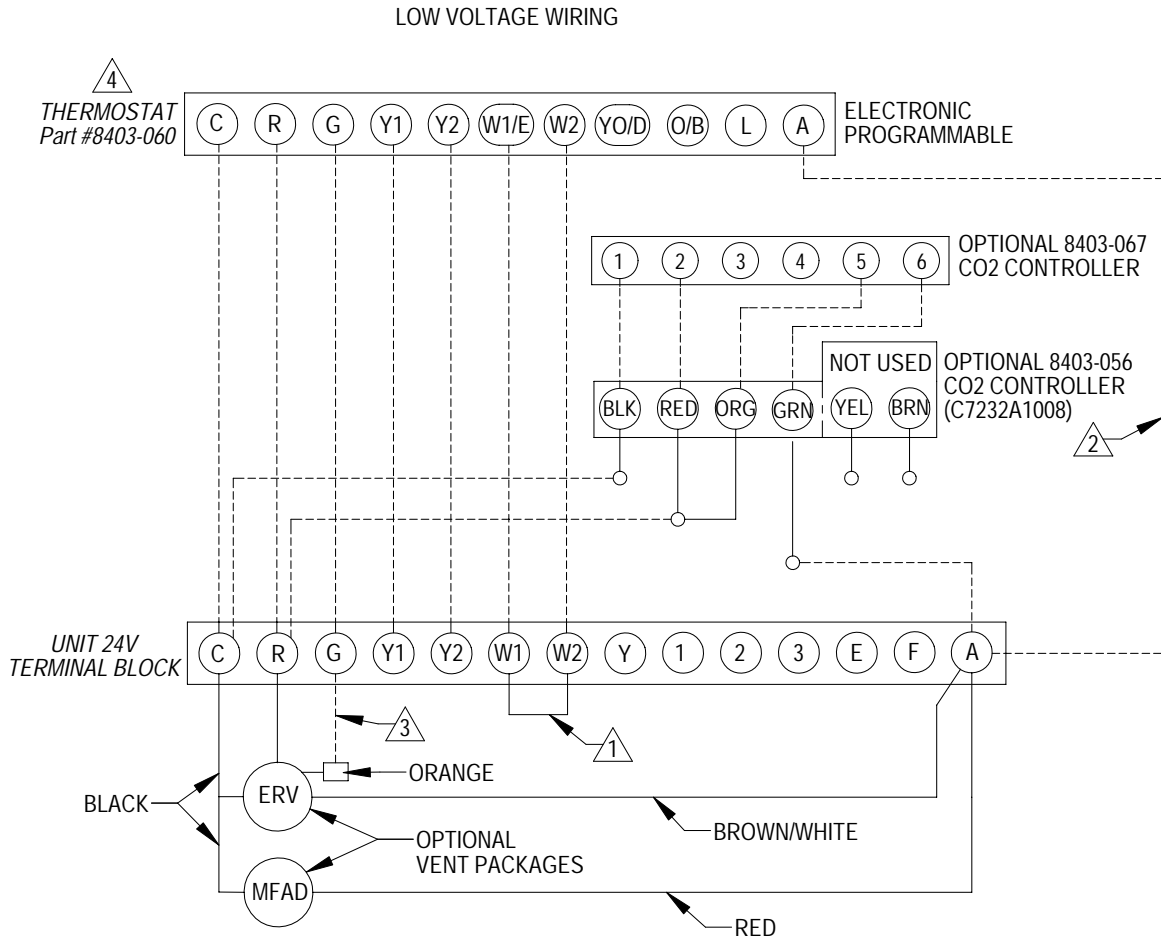 LOW VOLTAGE WIRING
4
THERMOSTAT
Part #8403-060
C R G Y1 Y2 W1/E W2 YO/D O/B L A
ELECTRONIC
PROGRAMMABLE
1 2 3 4 5 6
OPTIONAL 8403-067
CO2 CONTROLLER
NOT USED
BLK RED ORG GRN YEL BRN
OPTIONAL 8403-056
CO2 CONTROLLER
(C7232A1008)
2
UNIT 24V
TERMINAL BLOCK
C R G Y1 Y2 W1 W2 Y 1 2 3 E F A
3
1
ORANGE
BLACK
ERV
BROWN/WHITE
OPTIONAL
VENT PACKAGES
MFAD
RED